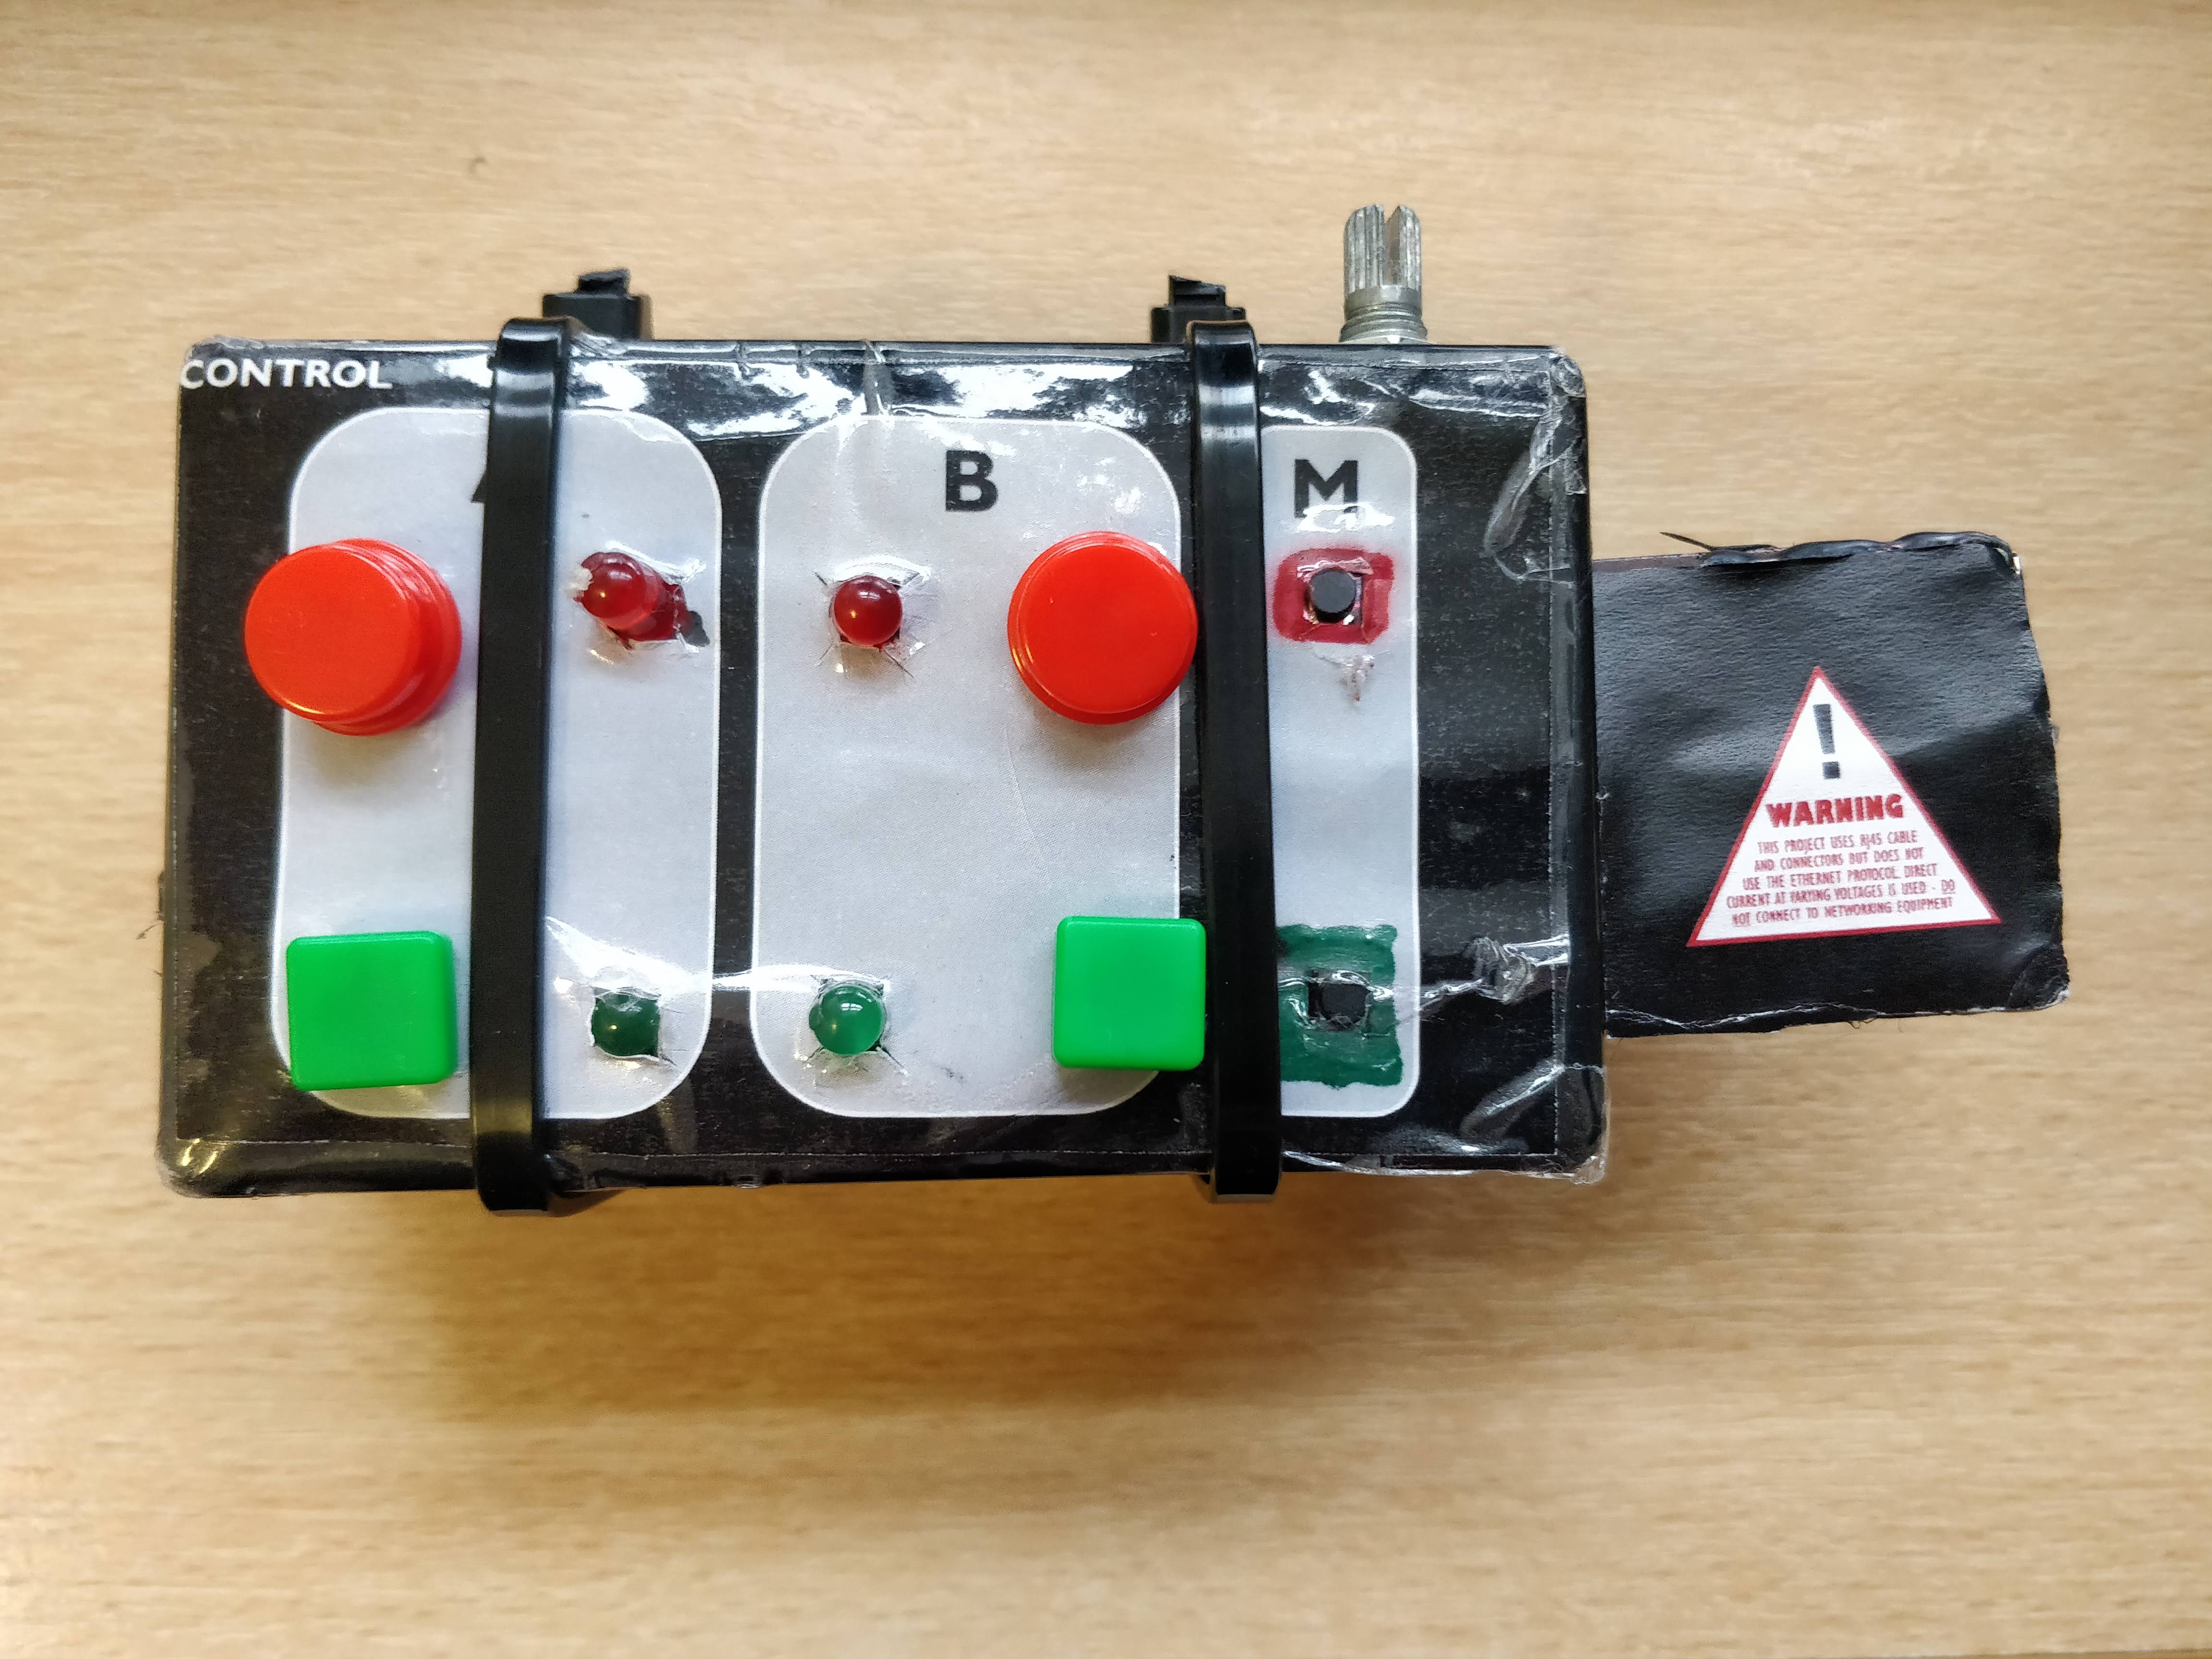 CONTROL
A
B
M
!
WARNING
THIS PROJECT USES RJ45 CABLE
AND CONNECTORS BUT DOES NOT
USE THE ETHERNET PROTOCOL. DIRECT
CURRENT AT VARYING VOLTAGES IS USED - DO
NOT CONNECT TO NETWORKING EQUIPMENT